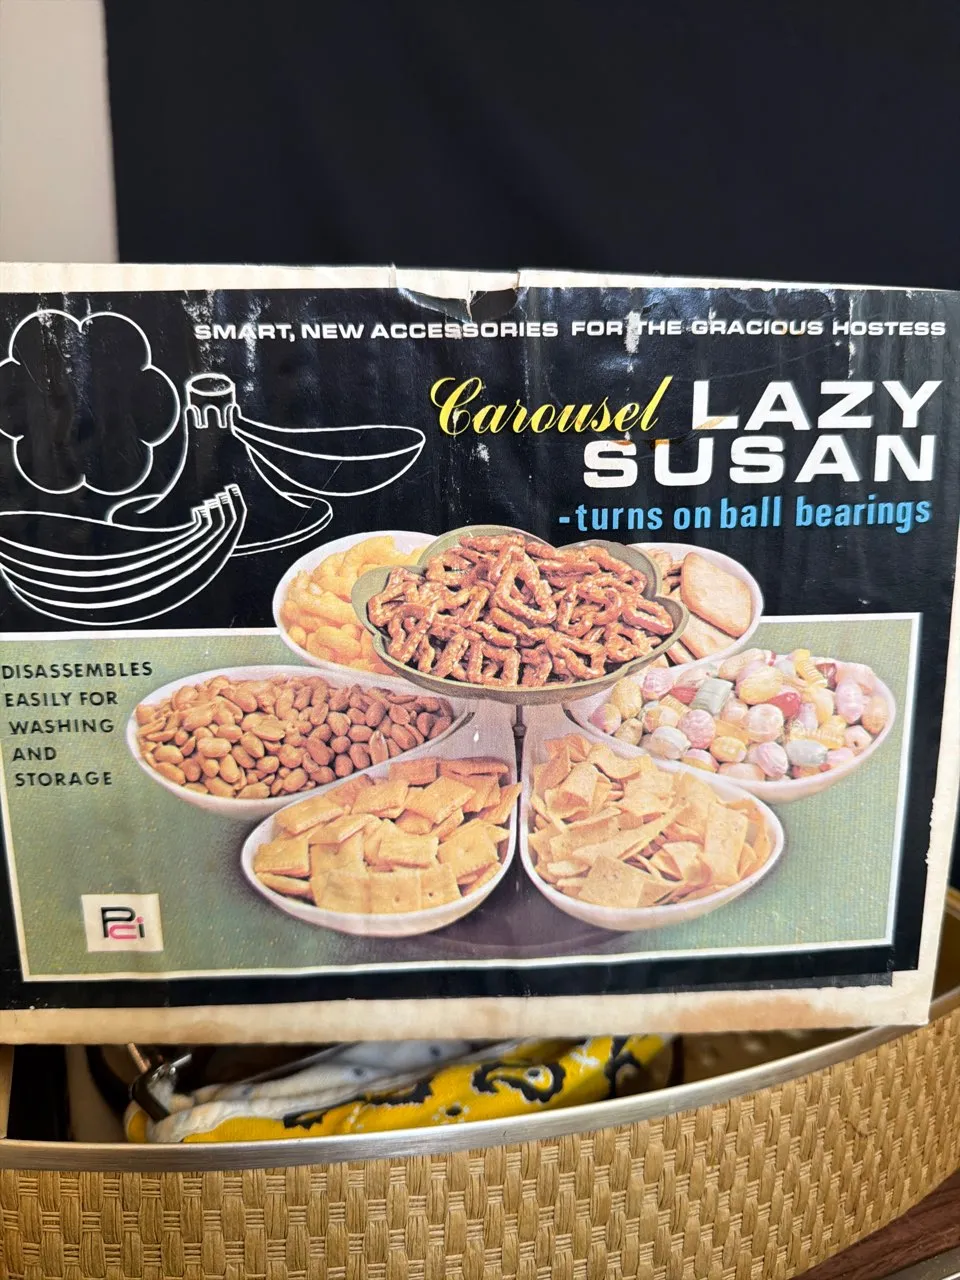 SMART, NEW ACCESSORIES FOR THE GRACIOUS HOSTESS
Carousel LAZY
SUSAN
-turns on ball bearings
DISASSEMBLES
EASILY FOR
WASHING
AND
STORAGE
Pci